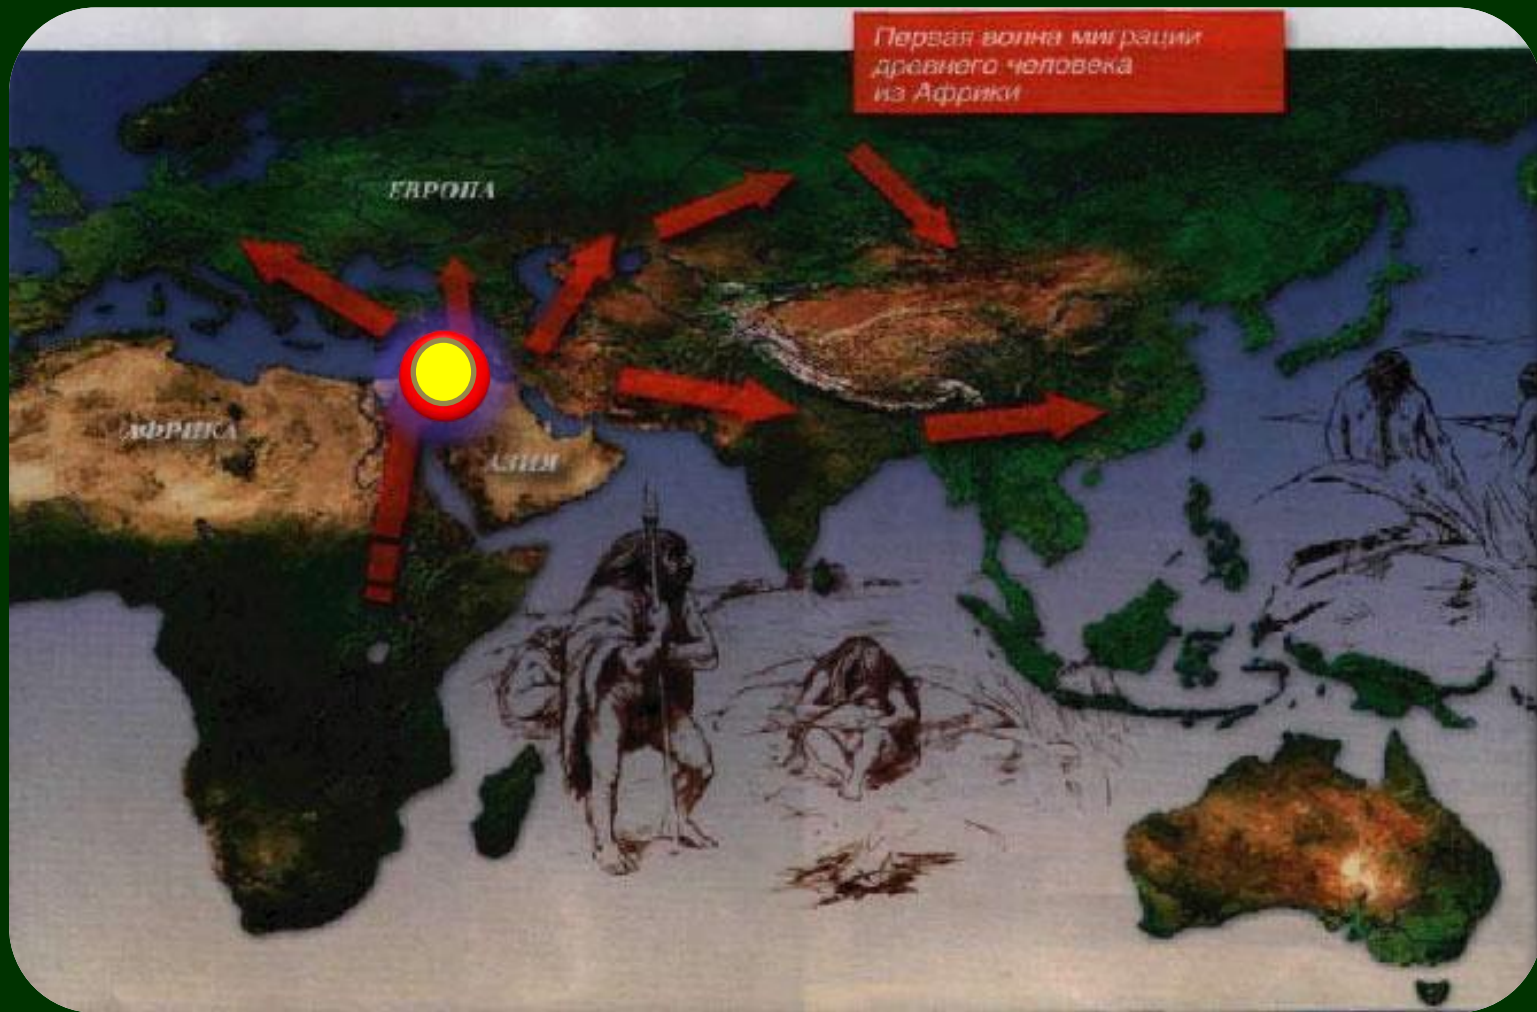 Первая волна миграции
древнего человека
из Африки
ЕВРОПА
АФРИКА
АЗИЯ